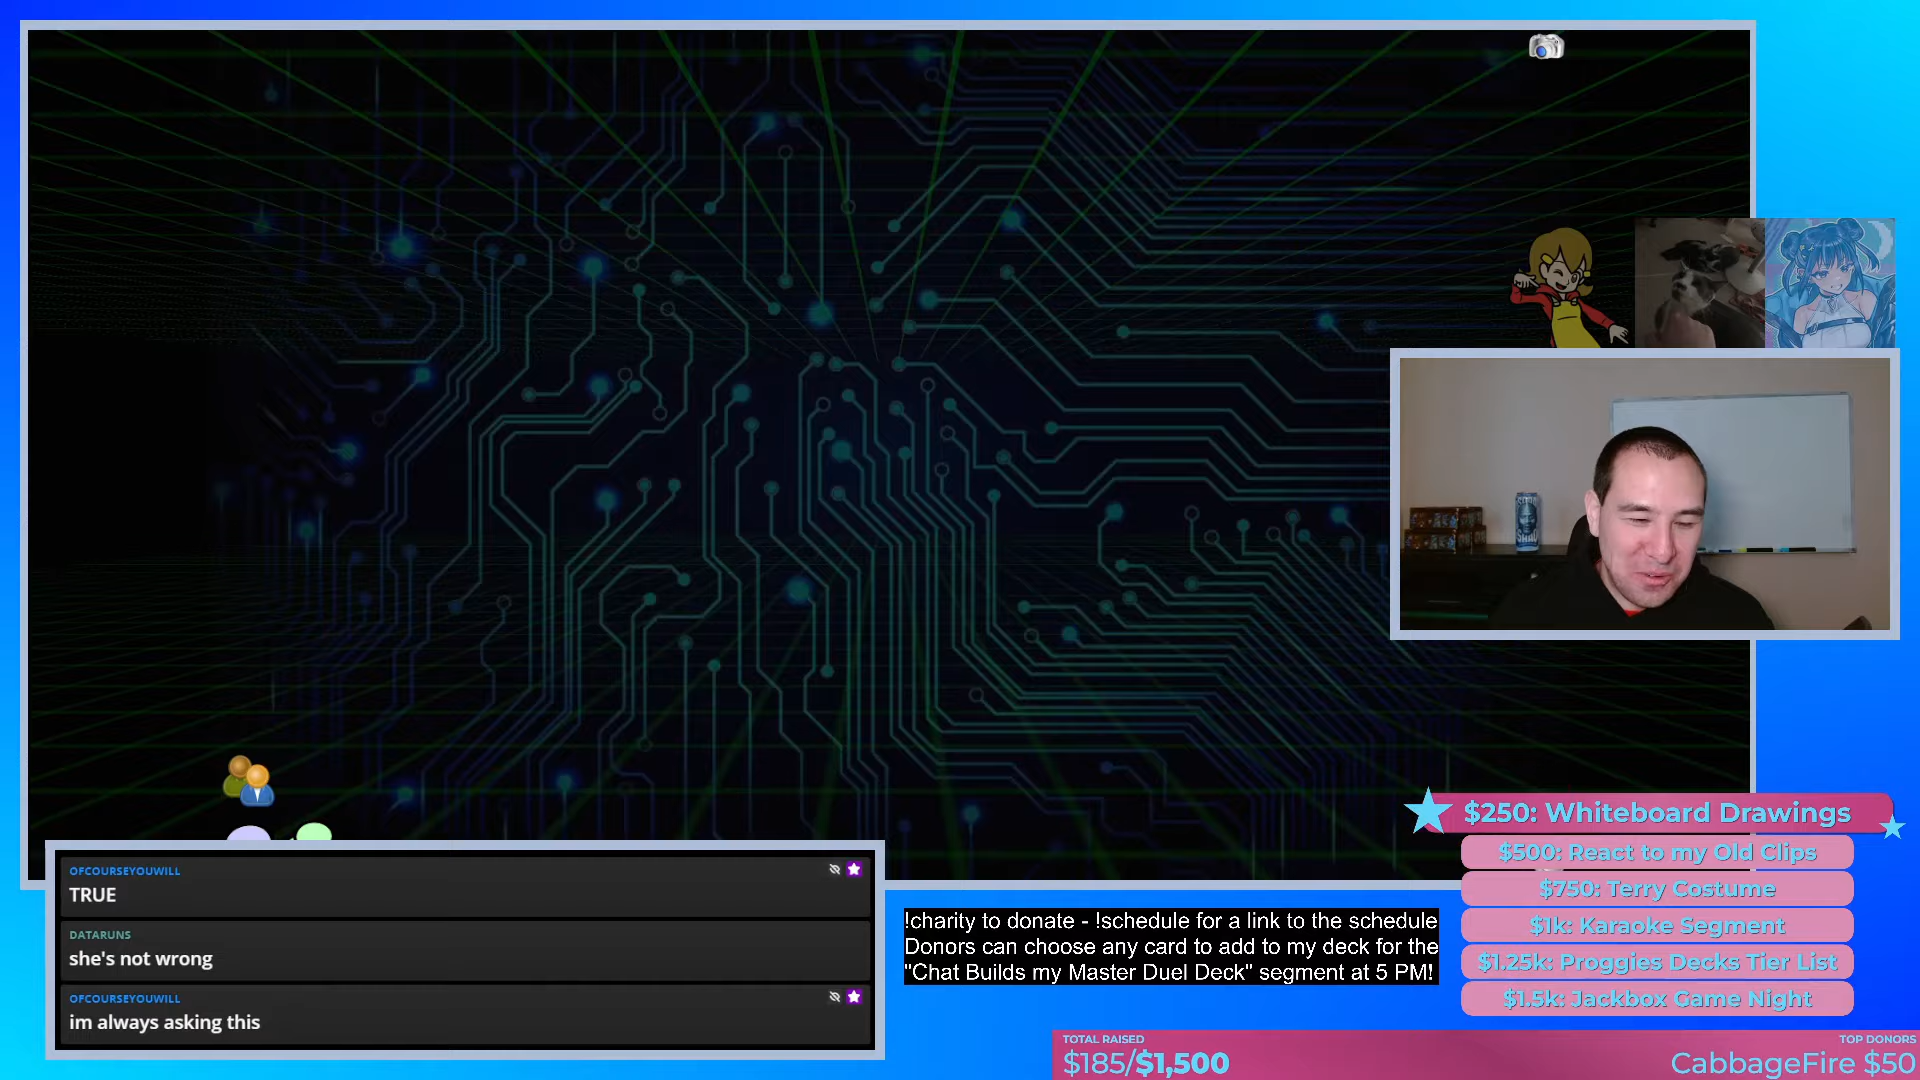 $250: Whiteboard Drawings
$500: React to my Old Clips
$750: Terry Costume
$1k: Karaoke Segment
$1.25k: Proggies Decks Tier List
$1.5k: Jackbox Game Night
OFCOURSEYOUWILL
TRUE
DATARUNS
she's not wrong
OFCOURSEYOUWILL
im always asking this
!charity to donate - !schedule for a link to the schedule
Donors can choose any card to add to my deck for the
"Chat Builds my Master Duel Deck" segment at 5 PM!
TOTAL RAISED
$185/$1,500
TOP DONORS
CabbageFire $50